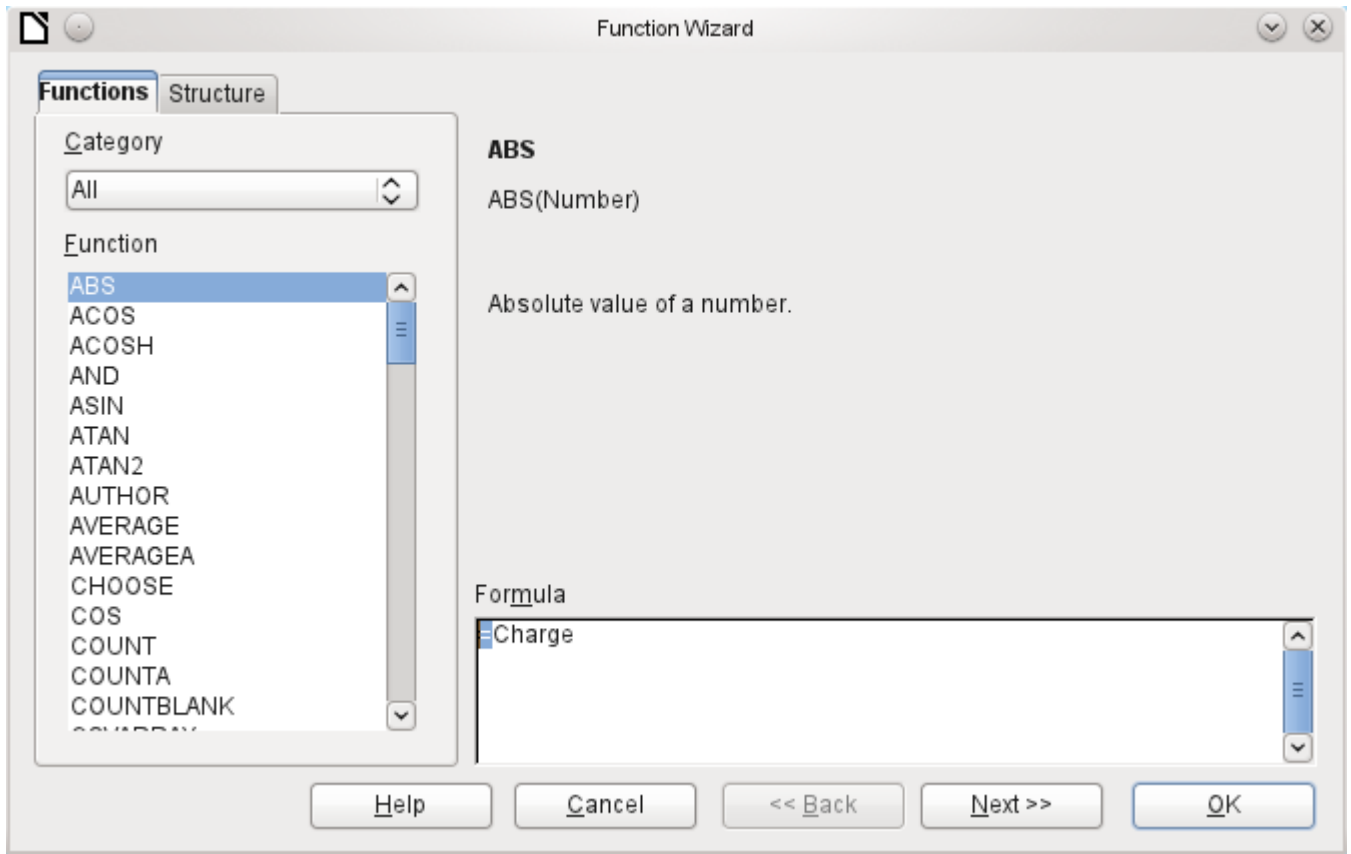 Function Wizard
Functions Structure
Category
All
Function
ABS
ACOS
ACOSH
AND
ASIN
ATAN
ATAN2
AUTHOR
AVERAGE
AVERAGEA
CHOOSE
COS
COUNT
COUNTA
COUNTBLANK
ABS
ABS(Number)
Absolute value of a number.
Formula
=Charge
Help Cancel << Back Next >> OK